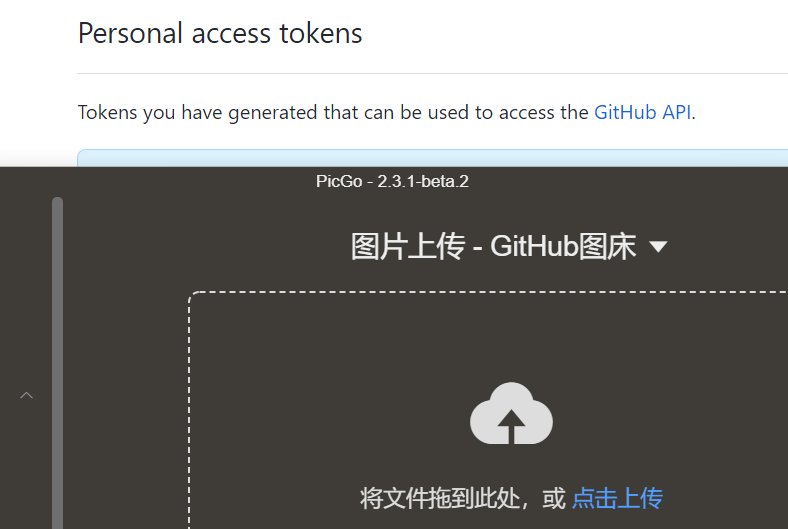 Personal access tokens
Tokens you have generated that can be used to access the GitHub API.
PicGo - 2.3.1-beta.2
图片上传 - GitHub图床
将文件拖到此处，或 点击上传